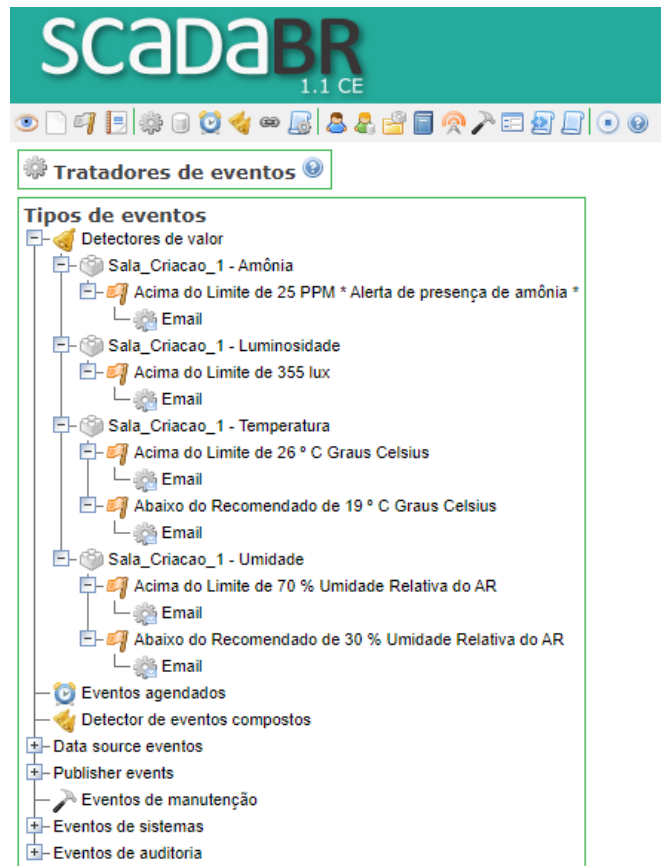 SCADABR
1.1 CE
Tratadores de eventos
Tipos de eventos
Detectores de valor
Sala_Criacao_1 - Amônia
Acima do Limite de 25 PPM * Alerta de presença de amônia *
Email
Sala_Criacao_1 - Luminosidade
Acima do Limite de 355 lux
Email
Sala_Criacao_1 - Temperatura
Acima do Limite de 26 º C Graus Celsius
Email
Abaixo do Recomendado de 19 º C Graus Celsius
Email
Sala_Criacao_1 - Umidade
Acima do Limite de 70 % Umidade Relativa do AR
Email
Abaixo do Recomendado de 30 % Umidade Relativa do AR
Email
Eventos agendados
Detector de eventos compostos
Data source eventos
Publisher events
Eventos de manutenção
Eventos de sistemas
Eventos de auditoria